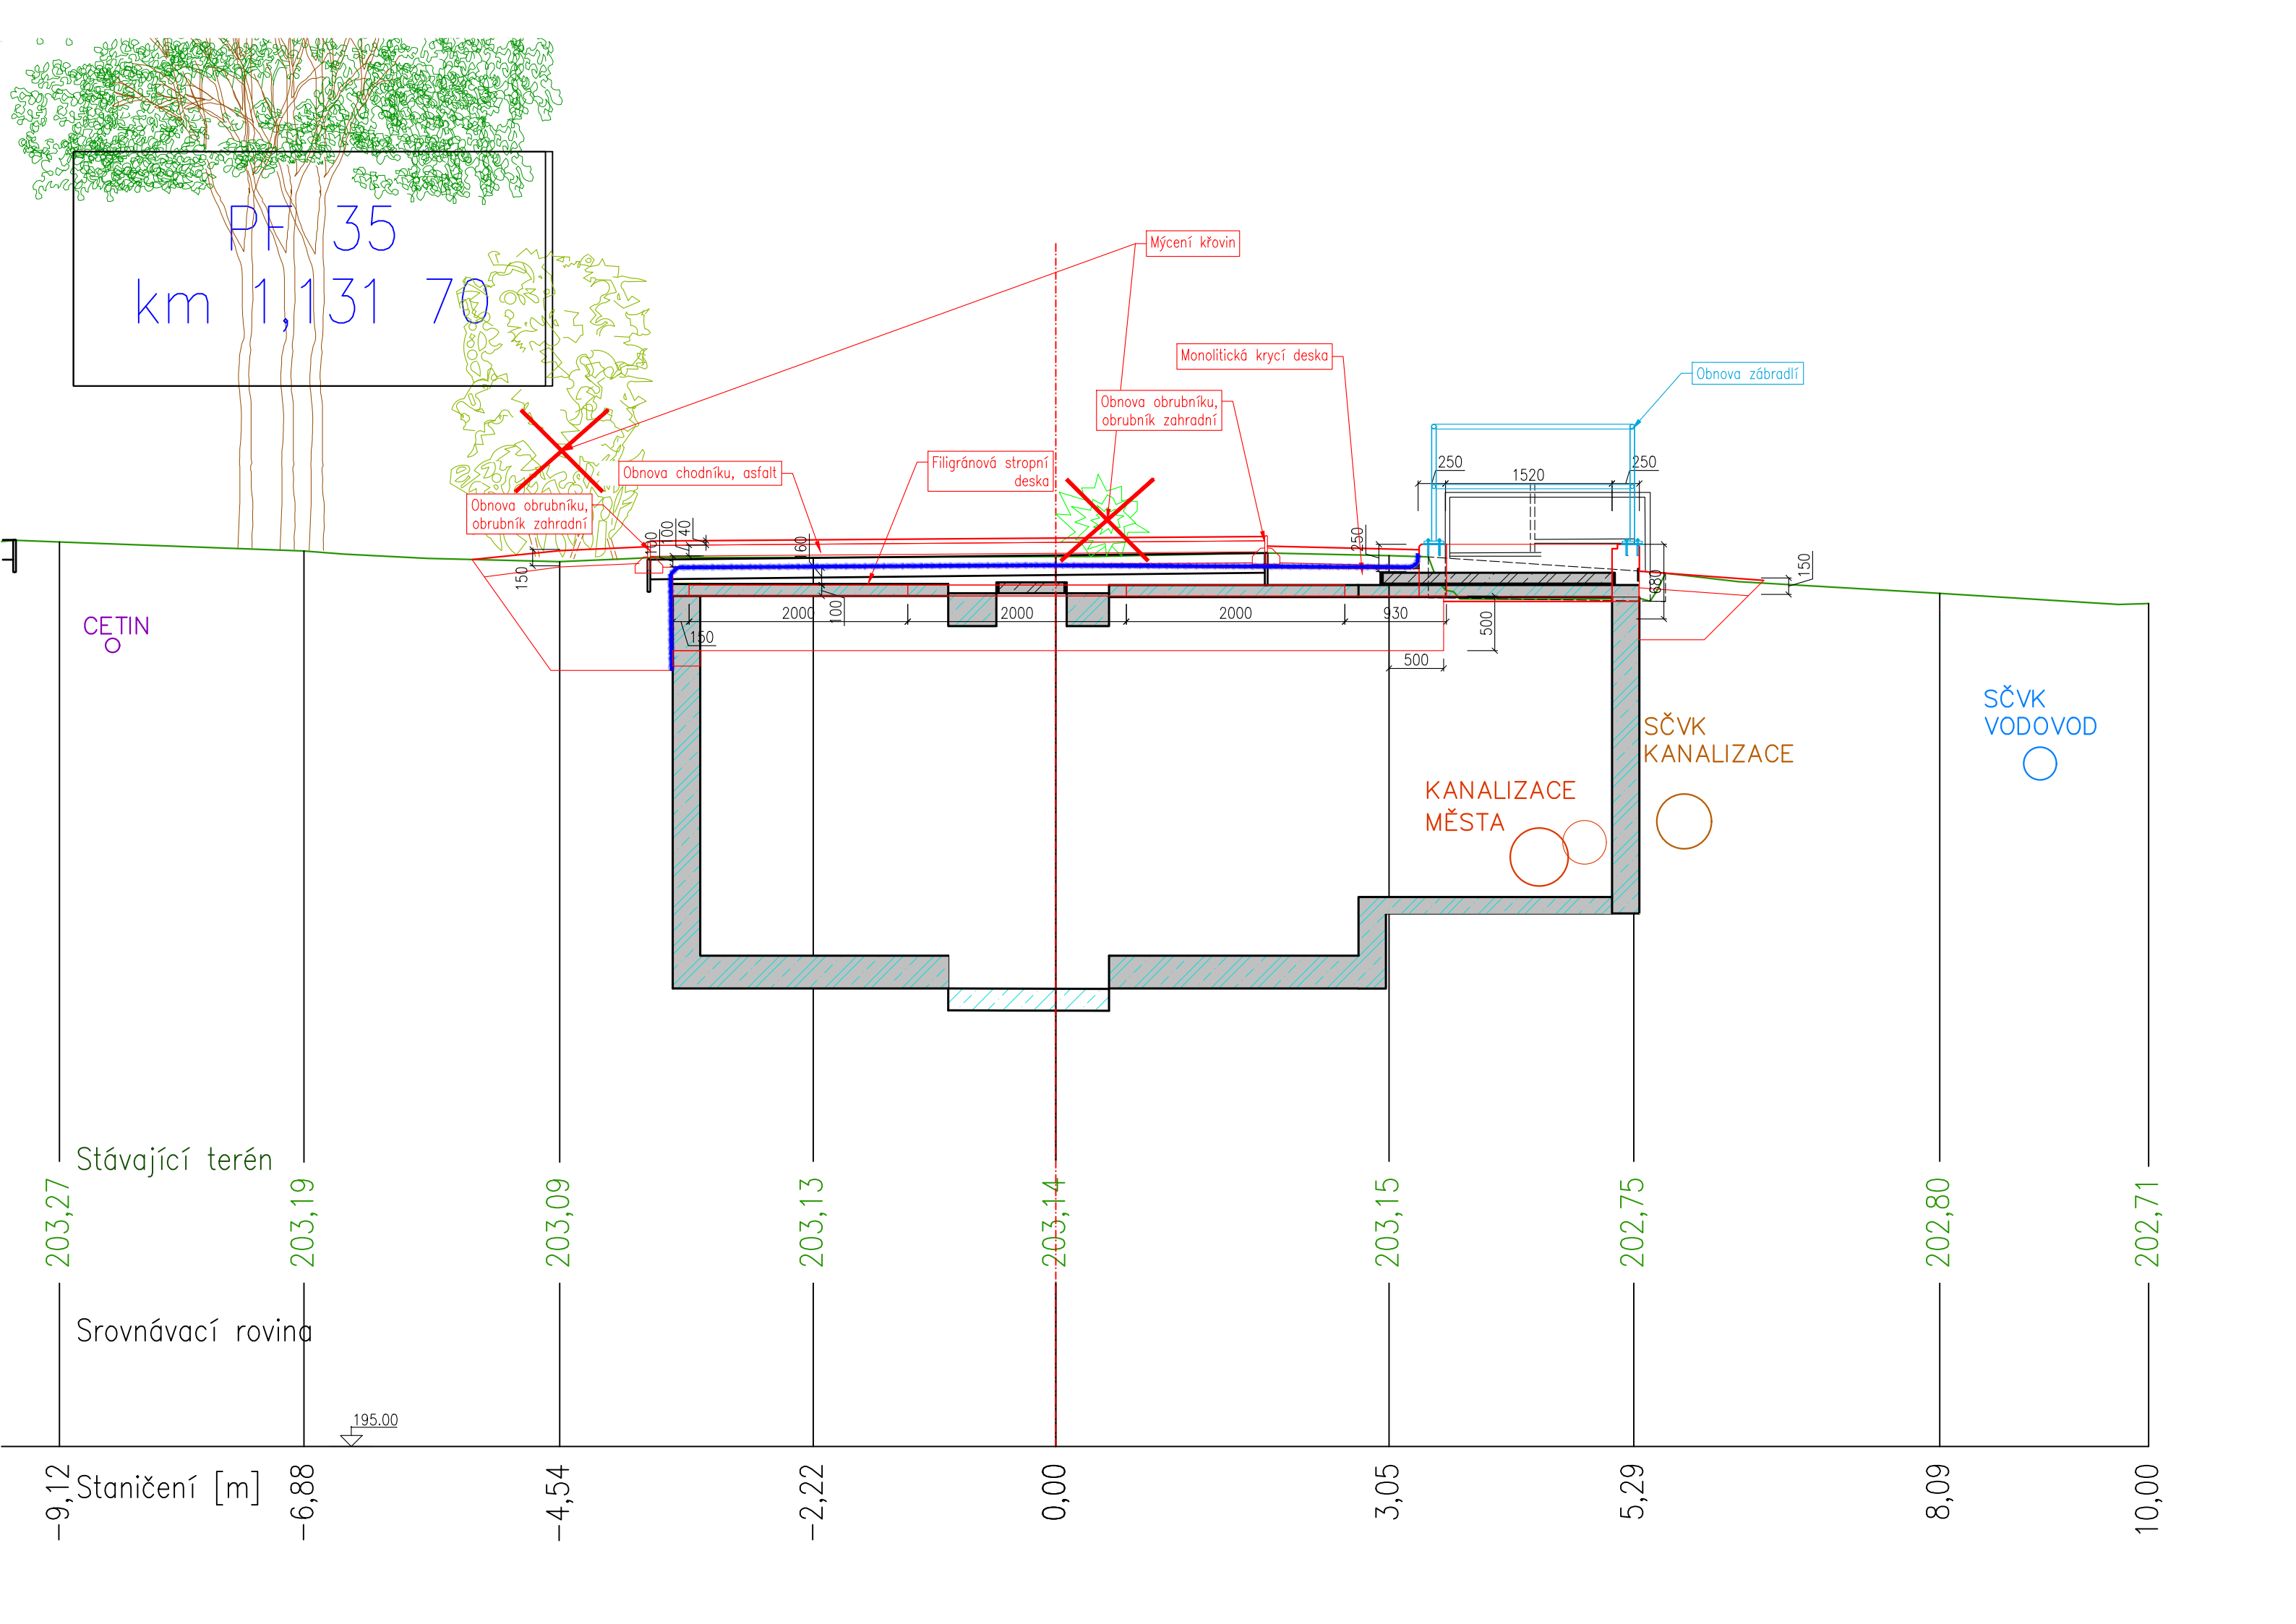 PF 35
km 1,131 70
Mýcení křovin
Monolitická krycí deska
Obnova zábradlí
Obnova obrubníku,
obrubník zahradní
Filigránová stropní
deska
Obnova chodníku, asfalt
Obnova obrubníku,
obrubník zahradní
250
1520
250
100
100
40
160
250
150
150
680
2000
100
2000
2000
930
150
500
500
CETIN
SČVK
VODOVOD
SČVK
KANALIZACE
KANALIZACE
MĚSTA
Stávající terén
203,27
203,19
203,09
203,13
203,14
203,15
202,75
202,80
202,71
Srovnávací rovina
195.00
Staničení [m]
-9,12
-6,88
-4,54
-2,22
0,00
3,05
5,29
8,09
10,00